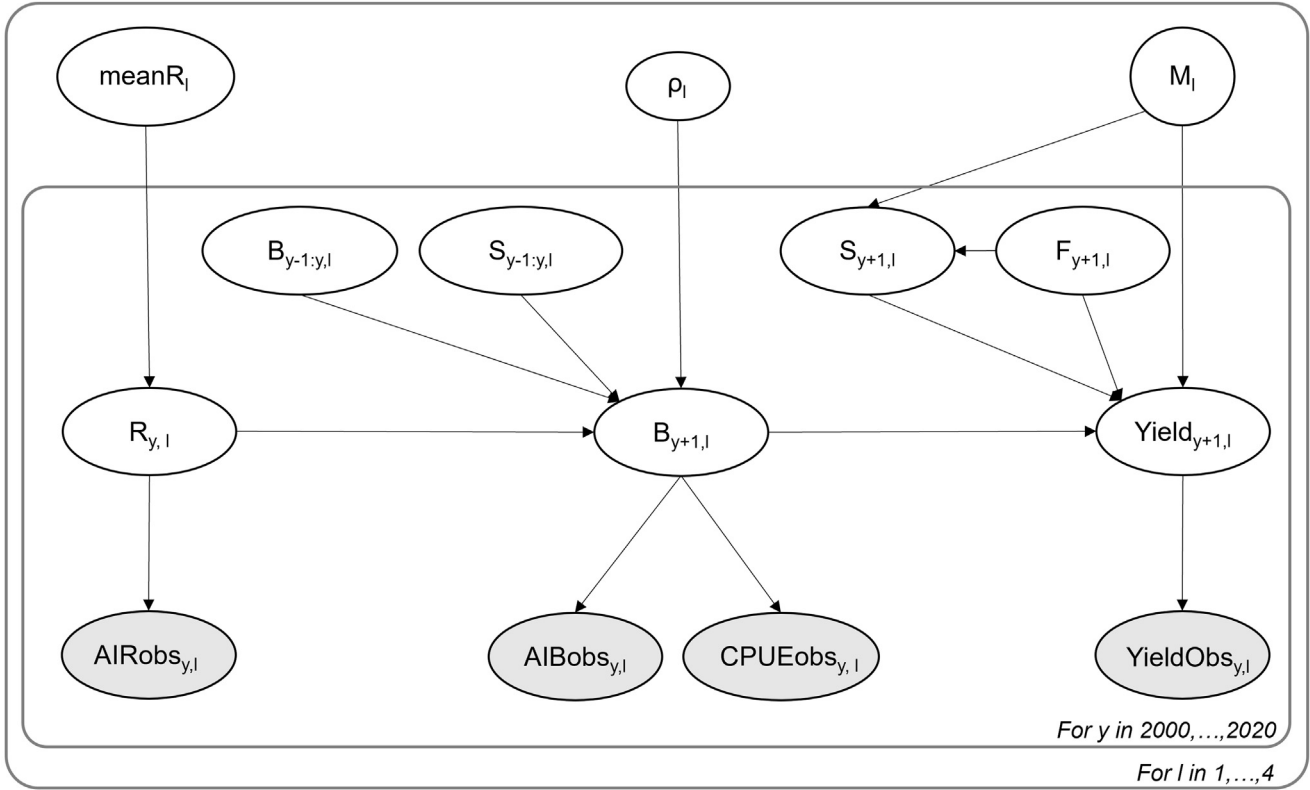 meanR_l
ρ_l
M_l
B_y-1:y,l
S_y-1:y,l
S_y+1,l
F_y+1,l
R_y, l
B_y+1,l
Yield_y+1,l
AIRobs_y,l
AIBobs_y,l
CPUEobs_y, l
YieldObs_y,l
For y in 2000,…,2020
For l in 1,…,4